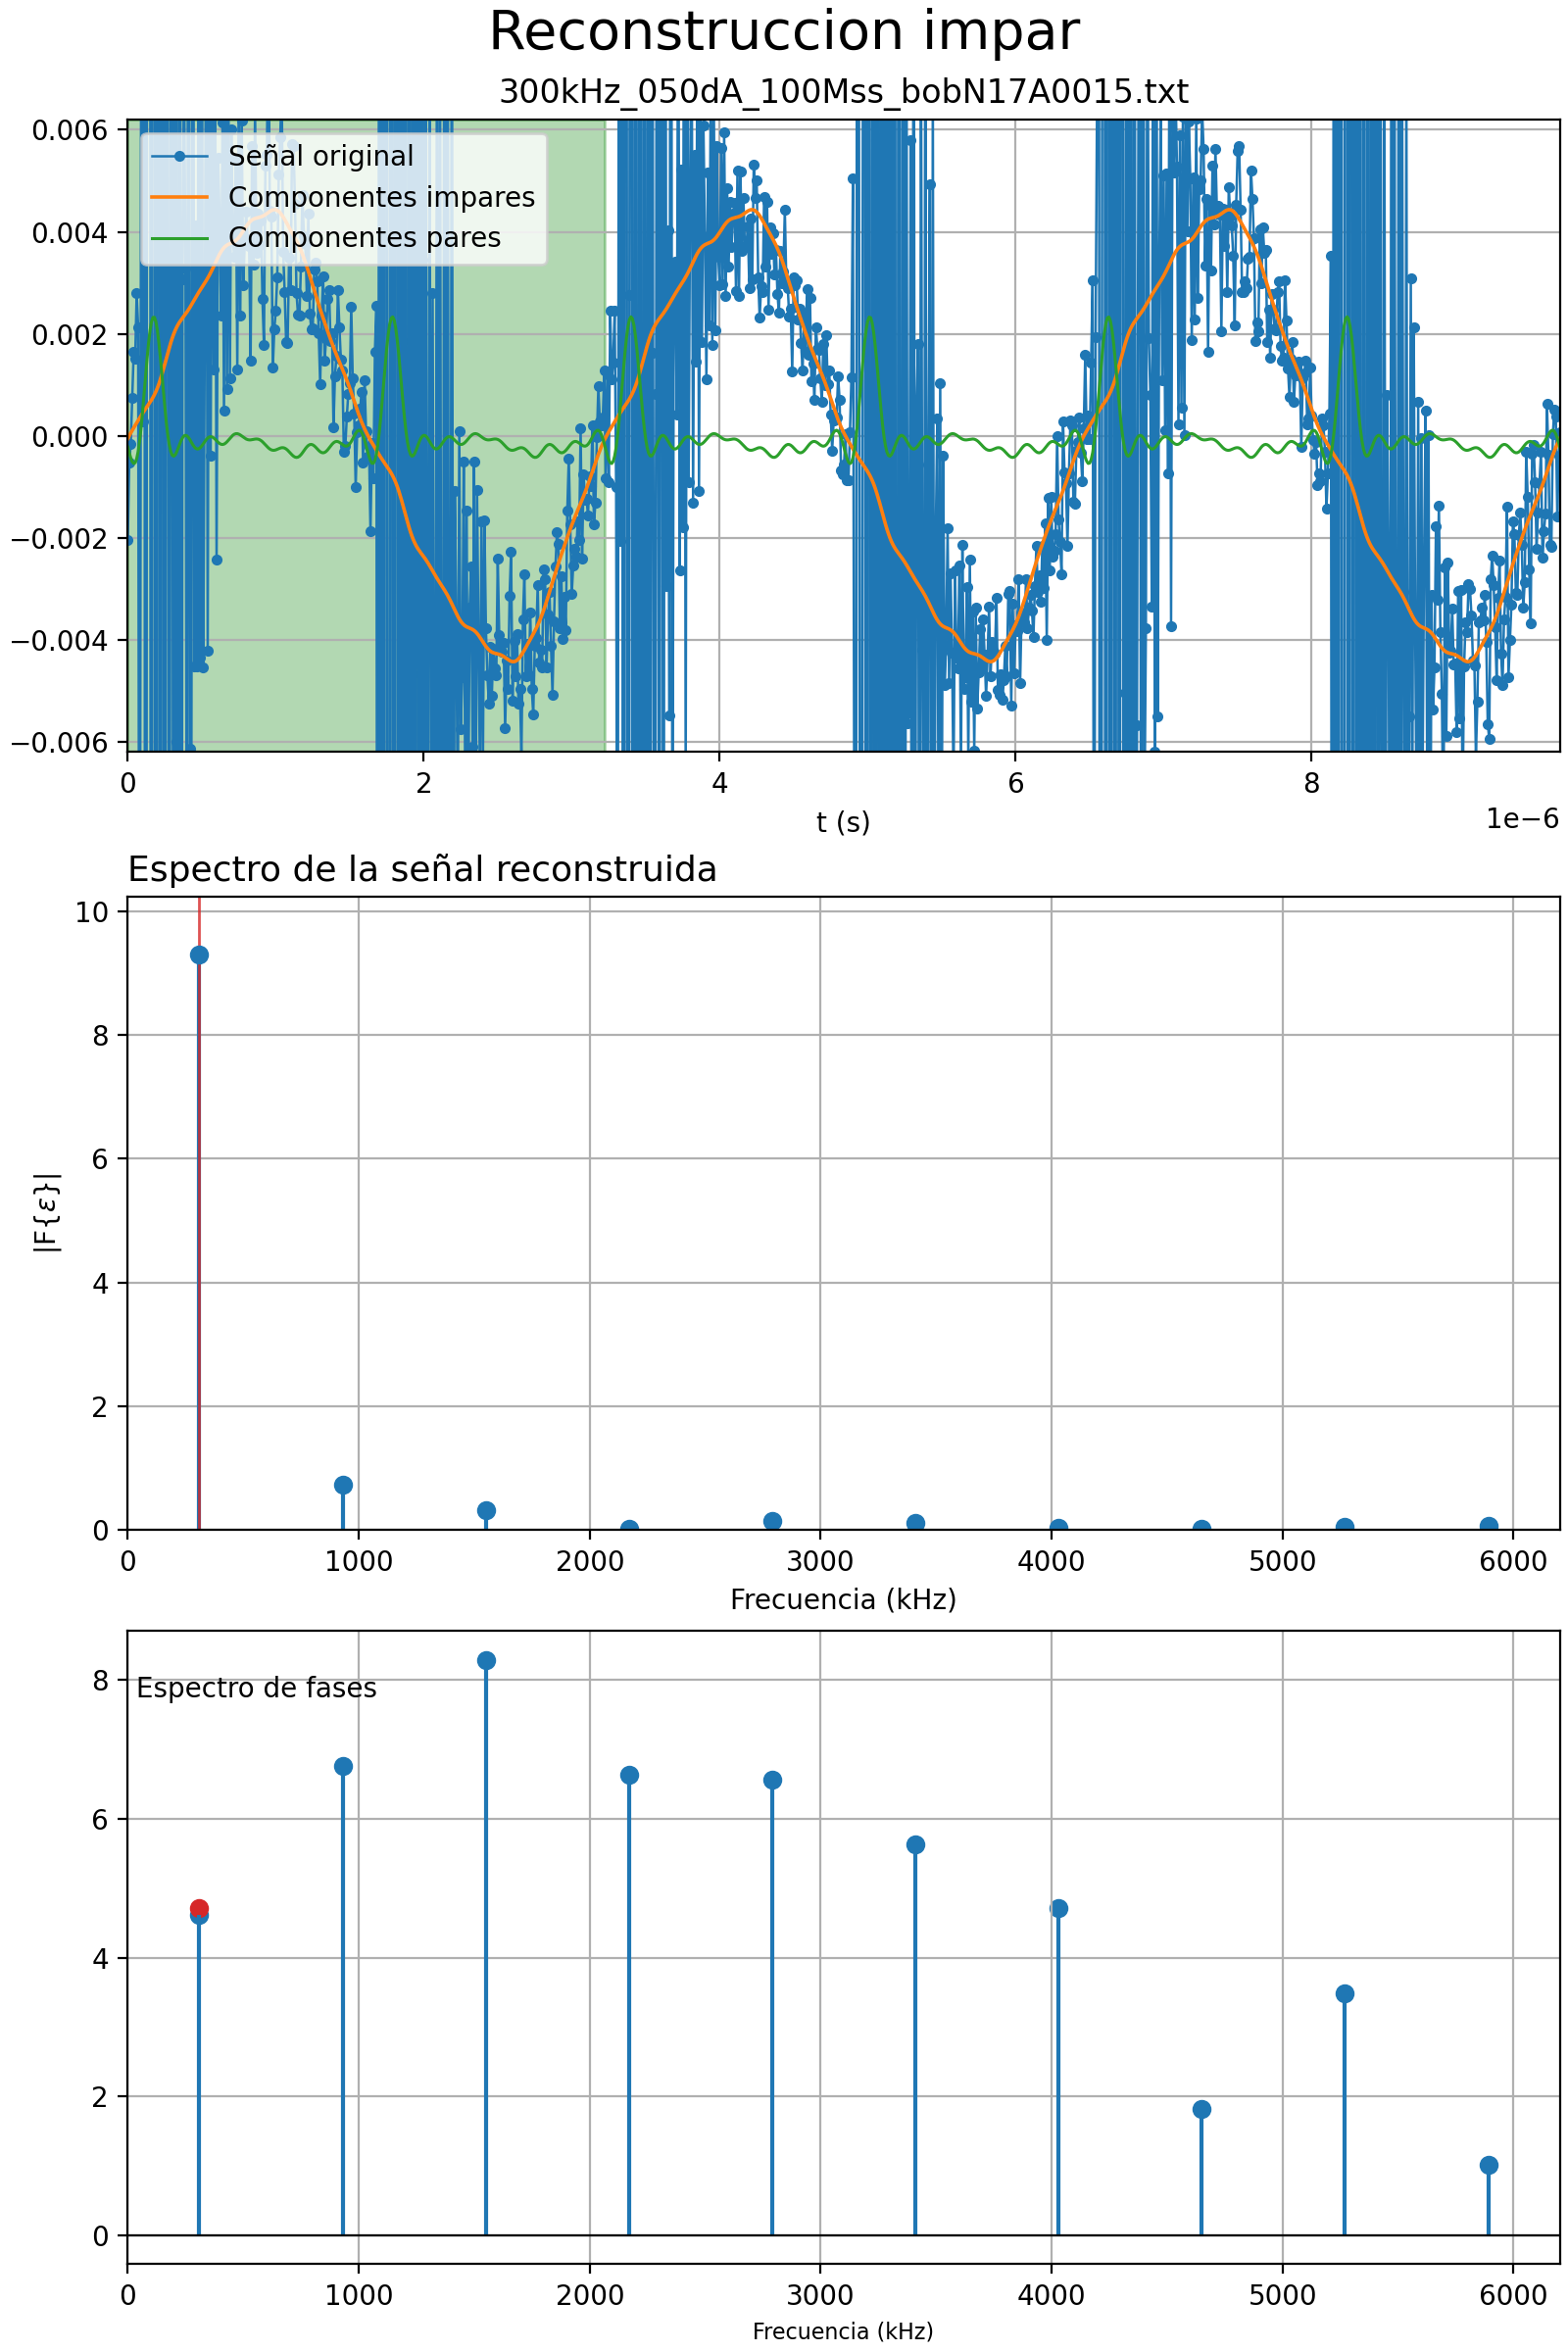 Reconstruccion impar
300kHz_050dA_100Mss_bobN17A0015.txt
0.006
0.004
0.002
0.000
−0.002
−0.004
−0.006
Señal original
Componentes impares
Componentes pares
0 2 4 6 8
1e−6
t (s)
Espectro de la señal reconstruida
10
8
6
4
2
0
|F{ε}|
0 1000 2000 3000 4000 5000 6000
Frecuencia (kHz)
8
6
4
2
0
Espectro de fases
0 1000 2000 3000 4000 5000 6000
Frecuencia (kHz)